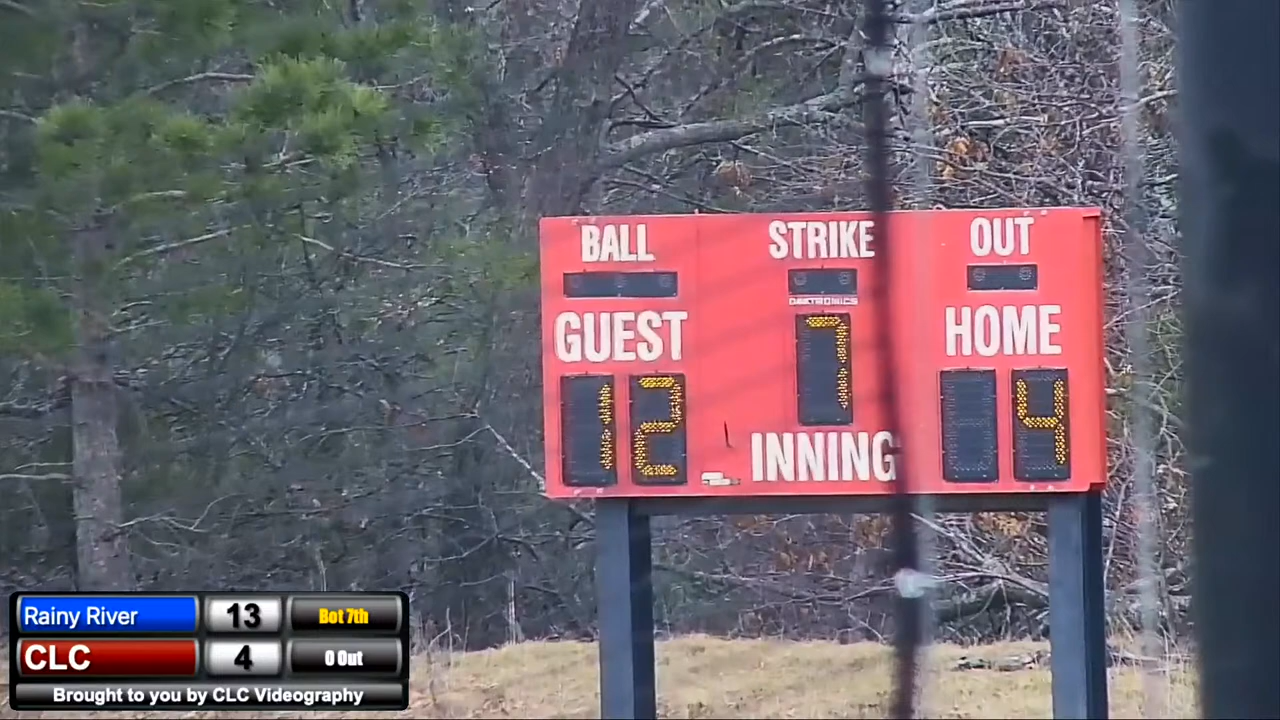 BALL STRIKE OUT
DAKTRONICS
GUEST 7 HOME
12 4
INNING
Rainy River 13 Bot 7th
CLC 4 0 Out
Brought to you by CLC Videography